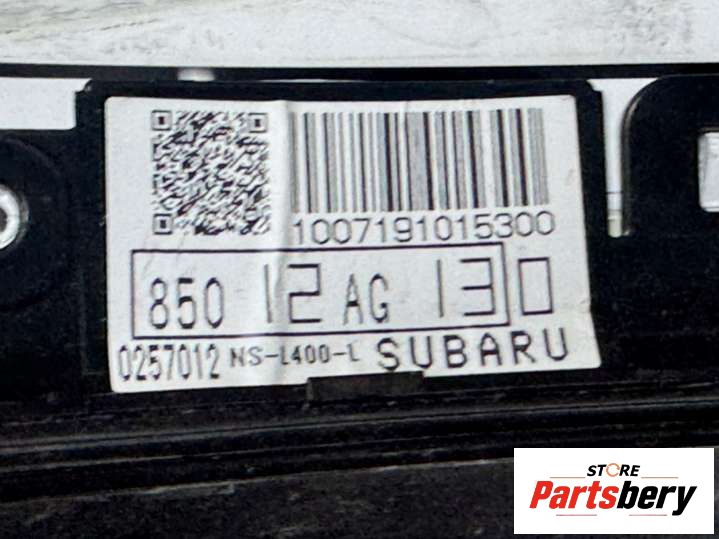 1007191015300
850 12 AG 130
0257012 NS-L400-L SUBARU
STORE
Partsbery